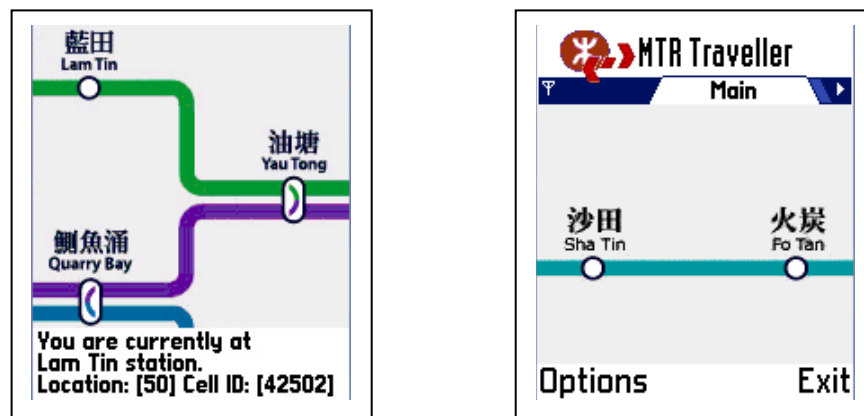 藍田
Lam Tin
油塘
Yau Tong
鰂魚涌
Quarry Bay
You are currently at
Lam Tin station.
Location: [50] Cell ID: [42502]
MTR Traveller
Main
沙田
Sha Tin
火炭
Fo Tan
Options
Exit